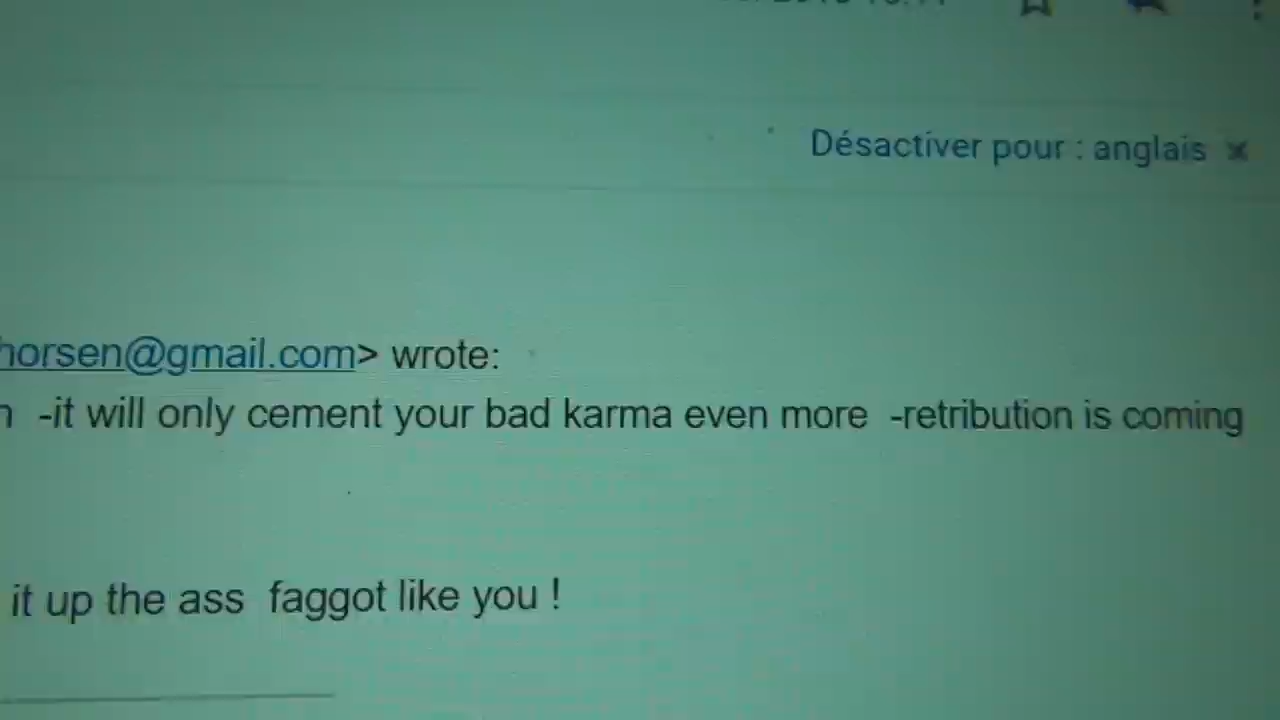 Désactiver pour : anglais ×
horsen@gmail.com> wrote:
-it will only cement your bad karma even more -retribution is coming
it up the ass faggot like you !